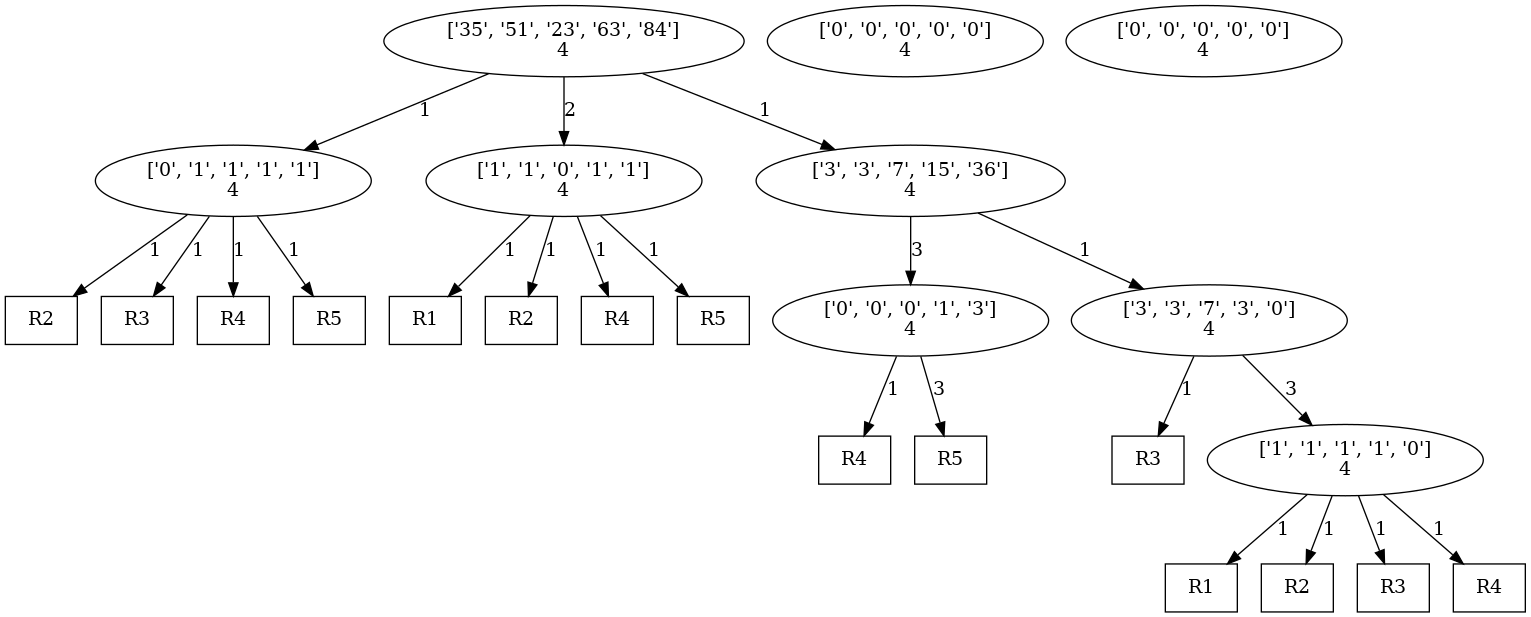 ['35', '51', '23', '63', '84']
4
['0', '0', '0', '0', '0']
4
['0', '0', '0', '0', '0']
4
1
2
1
['0', '1', '1', '1', '1']
4
['1', '1', '0', '1', '1']
4
['3', '3', '7', '15', '36']
4
1
1
1
1
1
1
1
1
3
1
R2
R3
R4
R5
R1
R2
R4
R5
['0', '0', '0', '1', '3']
4
['3', '3', '7', '3', '0']
4
1
3
1
3
R4
R5
R3
['1', '1', '1', '1', '0']
4
1
1
1
1
R1
R2
R3
R4